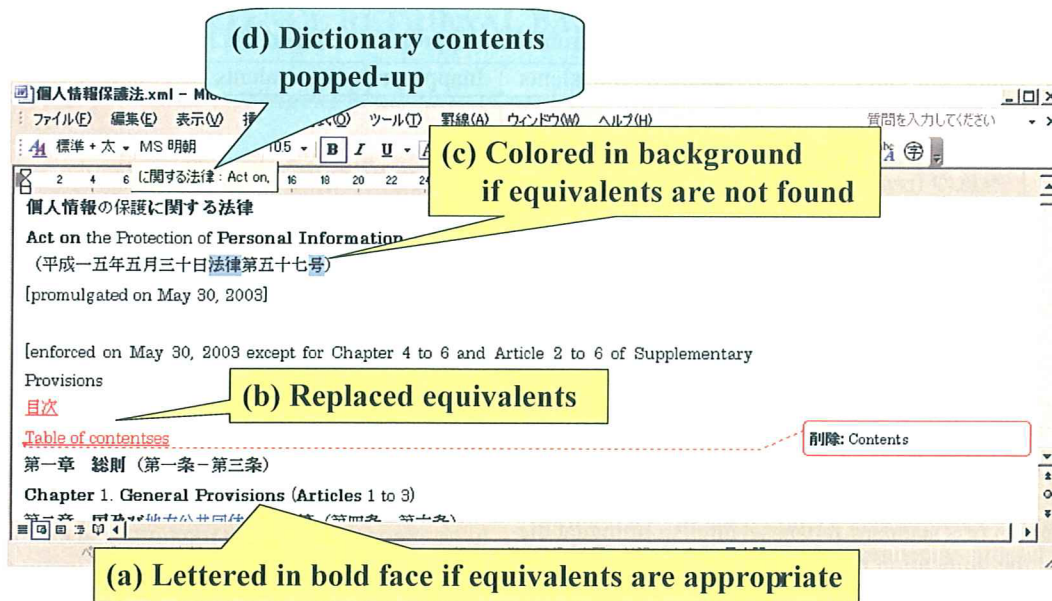 (d) Dictionary contents
popped-up
個人情報保護法.xml - Mic
ファイル(F) 編集(E) 表示(V) ツール(T) 罫線(A) ウィンドウ(W) ヘルプ(H) 質問を入力してください
標準 + 太 MS 明朝 10.5 B I U A
(c) Colored in background
if equivalents are not found
2 4 6 に関する法律 : Act on, 16 18 20 22 24
個人情報の保護に関する法律
Act on the Protection of Personal Information
(平成一五年五月三十日法律第五十七号)
[promulgated on May 30, 2003]
[enforced on May 30, 2003 except for Chapter 4 to 6 and Article 2 to 6 of Supplementary
Provisions
(b) Replaced equivalents
目次
Table of contentses
削除: Contents
第一章 総則 (第一条-第三条)
Chapter 1. General Provisions (Articles 1 to 3)
(a) Lettered in bold face if equivalents are appropriate